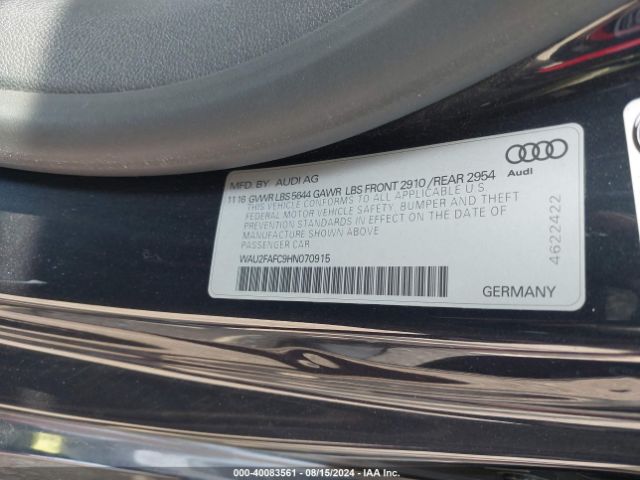 MFD. BY AUDI AG
11 16 GVWR LBS 5644 GAWR LBS FRONT 2910 / REAR 2954
THIS VEHICLE CONFORMS TO ALL APPLICABLE U.S.
FEDERAL MOTOR VEHICLE SAFETY, BUMPER AND THEFT
PREVENTION STANDARDS IN EFFECT ON THE DATE OF
MANUFACTURE SHOWN ABOVE
PASSENGER CAR
WAU2FAFC9HN070915
Audi
4622422
GERMANY
000-40083561 - 08/15/2024 - IAA Inc.